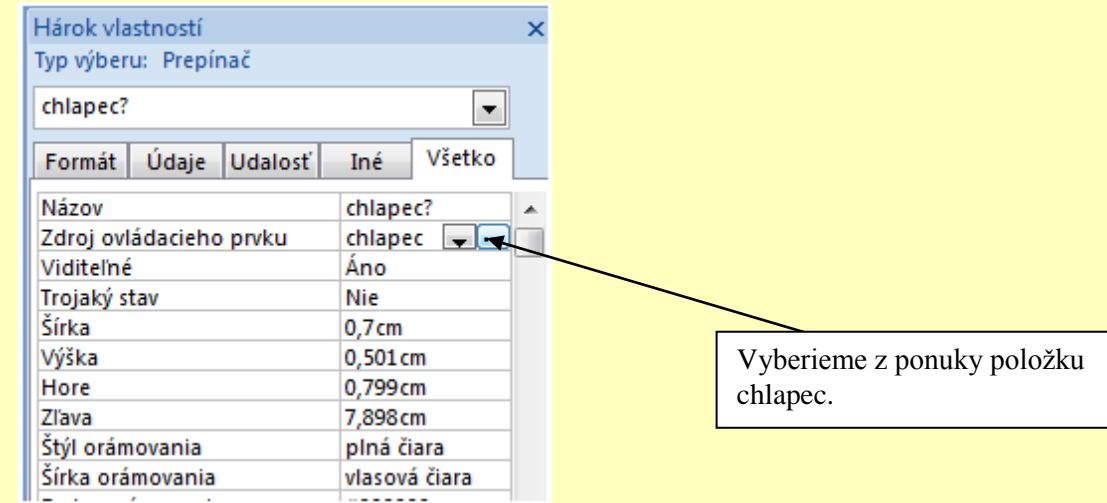 Hárok vlastností
Typ výberu: Prepínač
chlapec?
Formát Údaje Udalosť Iné Všetko
Názov chlapec?
Zdroj ovládacieho prvku chlapec
Viditeľné Áno
Trojaký stav Nie
Šírka 0,7cm
Výška 0,501cm
Hore 0,799cm
Zľava 7,898cm
Štýl orámovania plná čiara
Šírka orámovania vlasová čiara
Vyberieme z ponuky položku
chlapec.